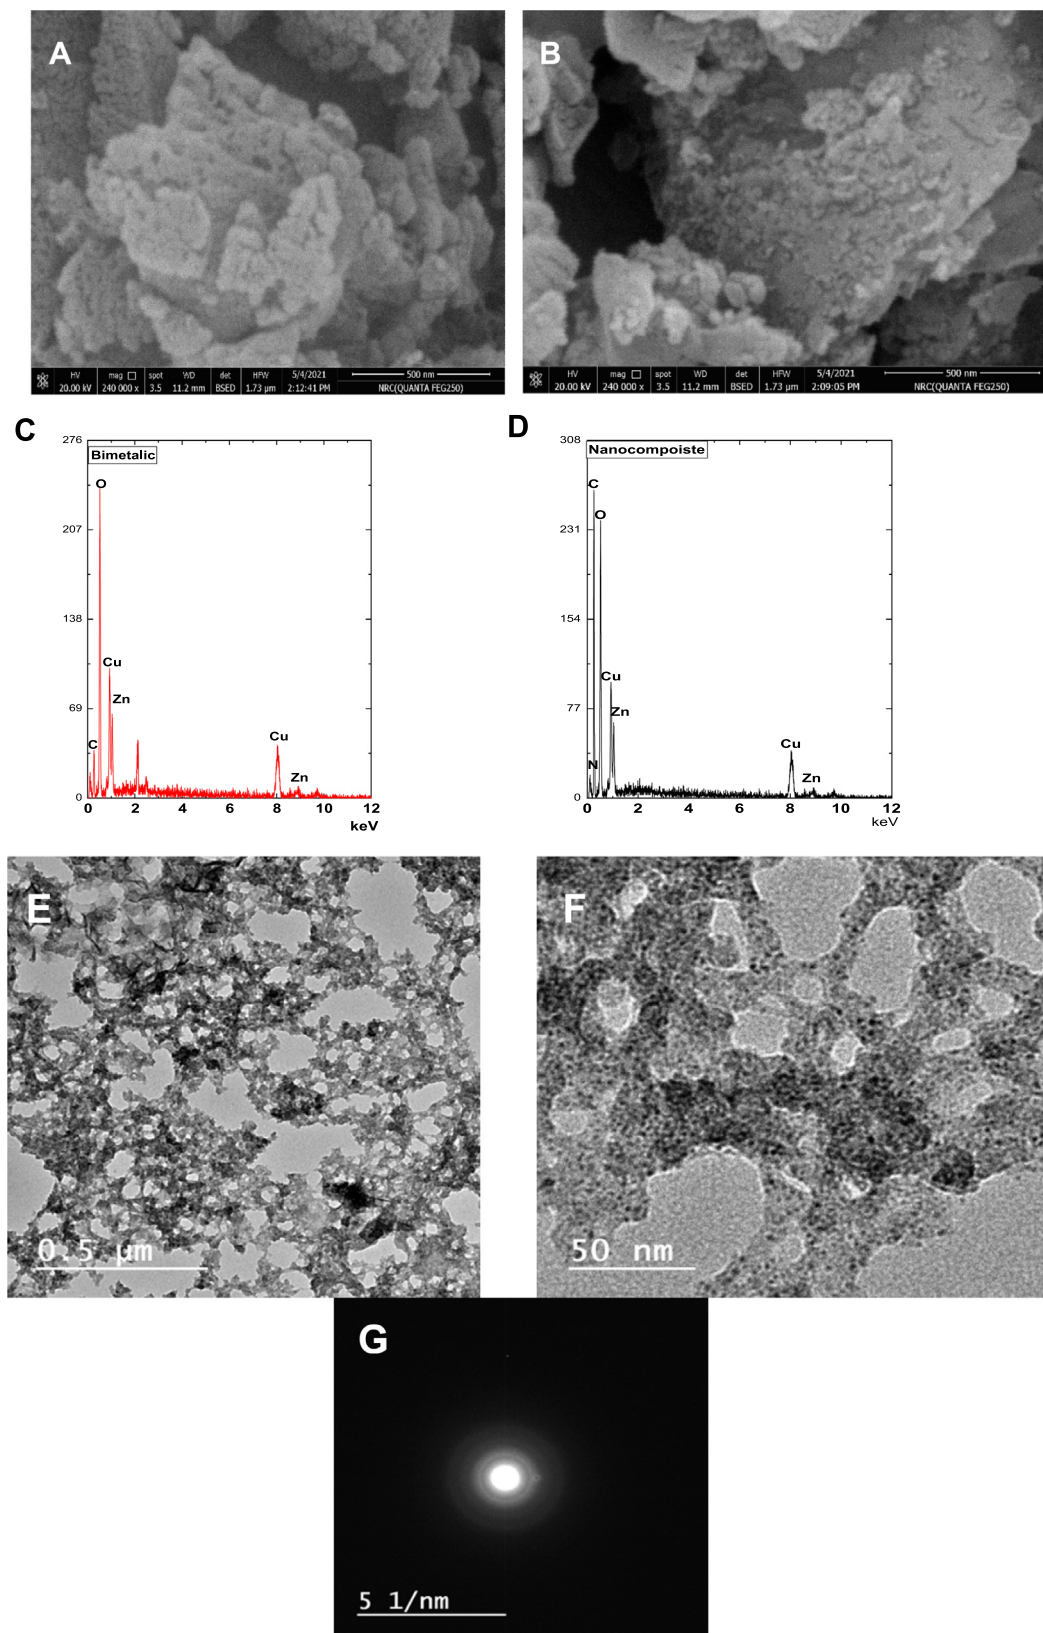 A
HV mag □ spot WD det HFW 5/4/2021 500 nm
20.00 kV 240 000 x 3.5 11.2 mm BSED 1.73 µm 2:12:41 PM NRC(QUANTA FEG250)
B
HV mag □ spot WD det HFW 5/4/2021 500 nm
20.00 kV 240 000 x 3.5 11.2 mm BSED 1.73 µm 2:09:05 PM NRC(QUANTA FEG250)
C
276
Bimetalic
O
207
138
Cu
Zn
69
C
Cu
Zn
0
0 2 4 6 8 10 12
keV
D
308
Nanocompoiste
C
O
231
154
Cu
Zn
77
N
Cu
Zn
0
0 2 4 6 8 10 12
keV
E
0.5 µm
F
50 nm
G
5 1/nm